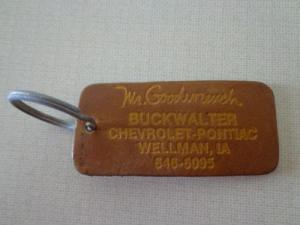 Mr. Goodwrench
BUCKWALTER
CHEVROLET-PONTIAC
WELLMAN, IA
646-6095